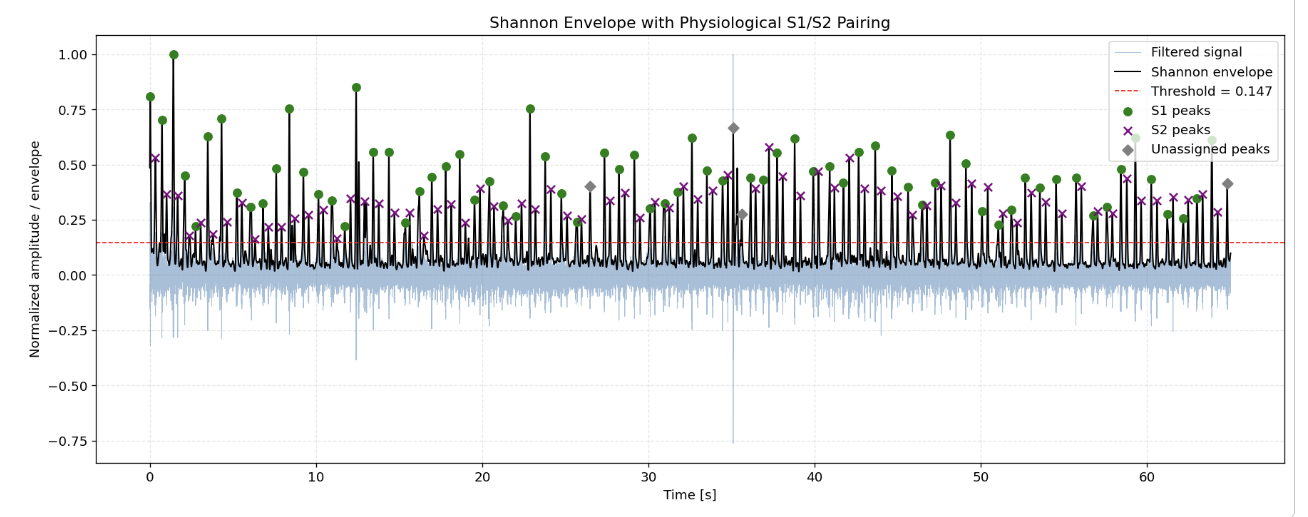 Shannon Envelope with Physiological S1/S2 Pairing
Normalized amplitude / envelope
1.00
0.75
0.50
0.25
0.00
−0.25
−0.50
−0.75
Filtered signal
Shannon envelope
Threshold = 0.147
S1 peaks
S2 peaks
Unassigned peaks
0 10 20 30 40 50 60
Time [s]